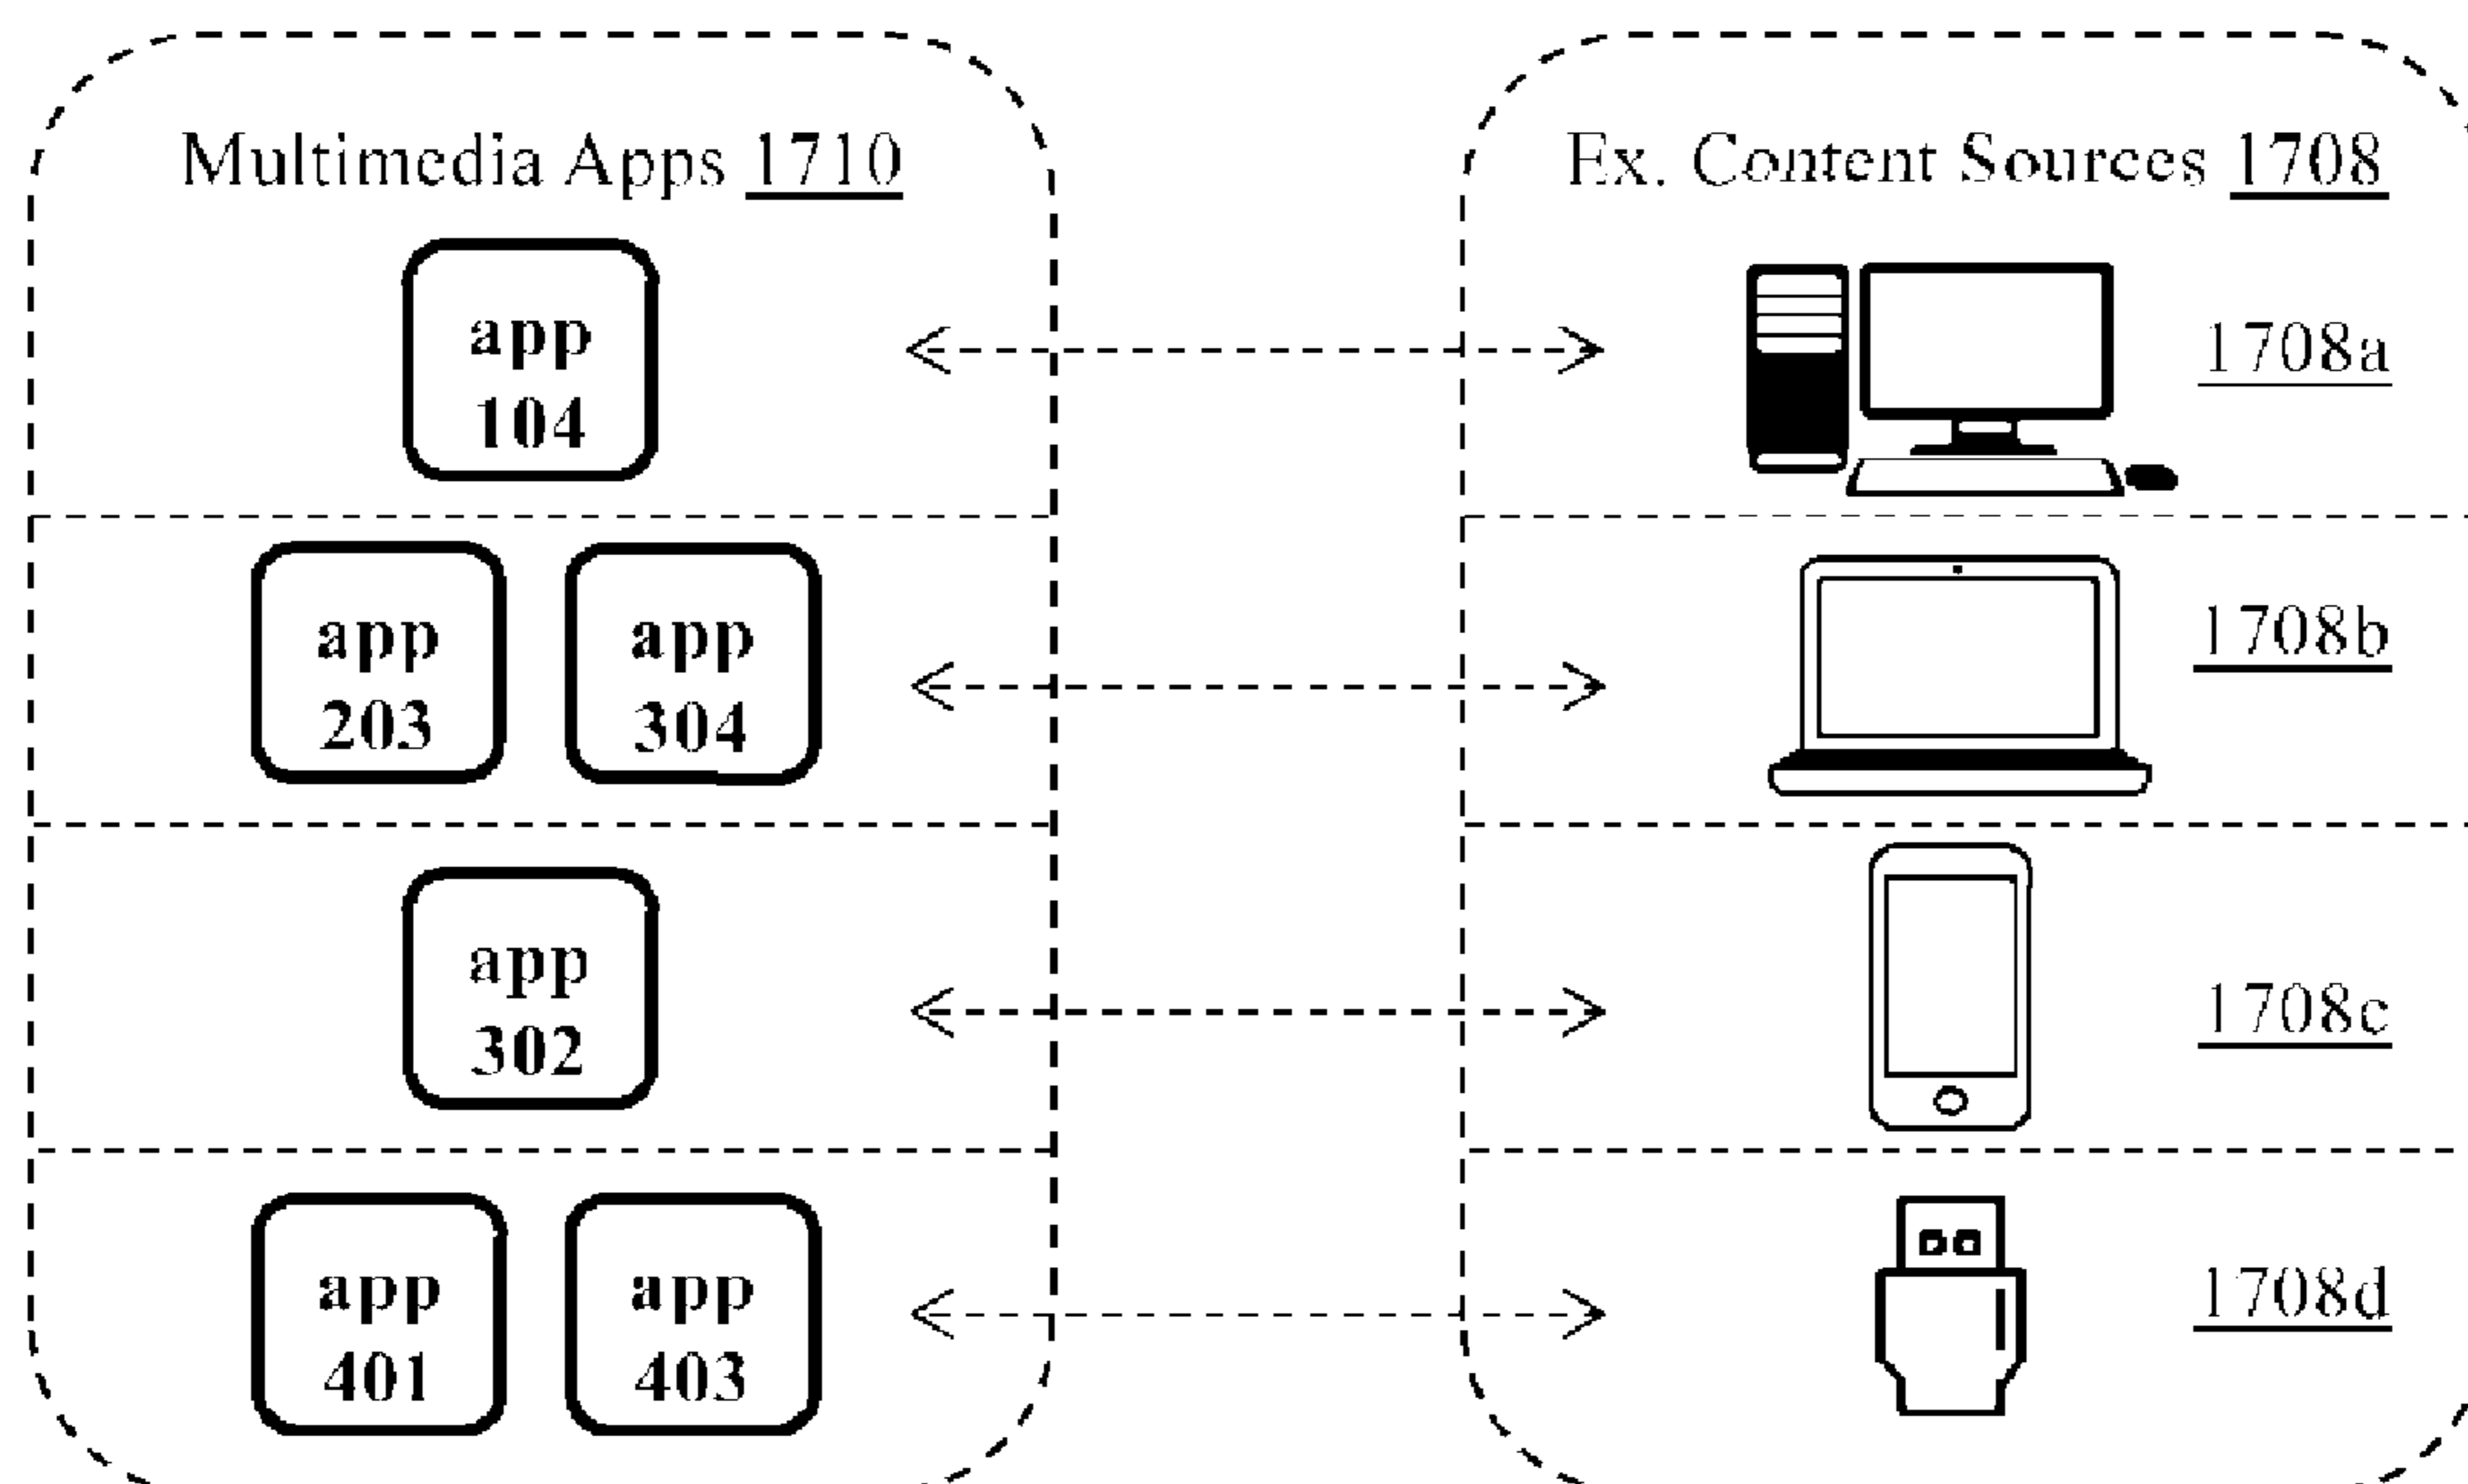 Multimedia Apps 1710
Ex. Content Sources 1708
app
104
1708a
app
203
app
304
1708b
app
302
1708c
app
401
app
403
1708d